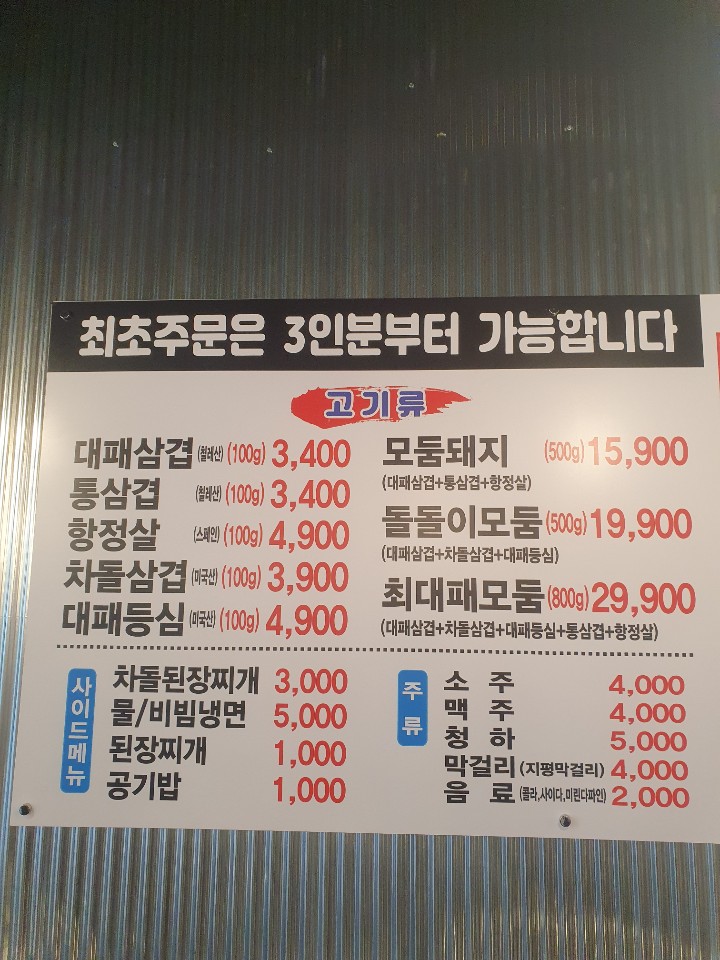 최초주문은 3인분부터 가능합니다
고기류
대패삼겹(칠레산)(100g) 3,400
통삼겹 (칠레산)(100g) 3,400
항정살 (스페인)(100g) 4,900
차돌삼겹(미국산)(100g) 3,900
대패등심(미국산)(100g) 4,900
모둠돼지 (500g) 15,900
(대패삼겹+통삼겹+항정살)
돌돌이모둠(500g) 19,900
(대패삼겹+차돌삼겹+대패등심)
최대패모둠(800g) 29,900
(대패삼겹+차돌삼겹+대패등심+통삼겹+항정살)
사이드메뉴
차돌된장찌개 3,000
물/비빔냉면 5,000
된장찌개 1,000
공기밥 1,000
주류
소 주 4,000
맥 주 4,000
청 하 5,000
막걸리(지평막걸리) 4,000
음 료(콜라,사이다,미린다파인) 2,000